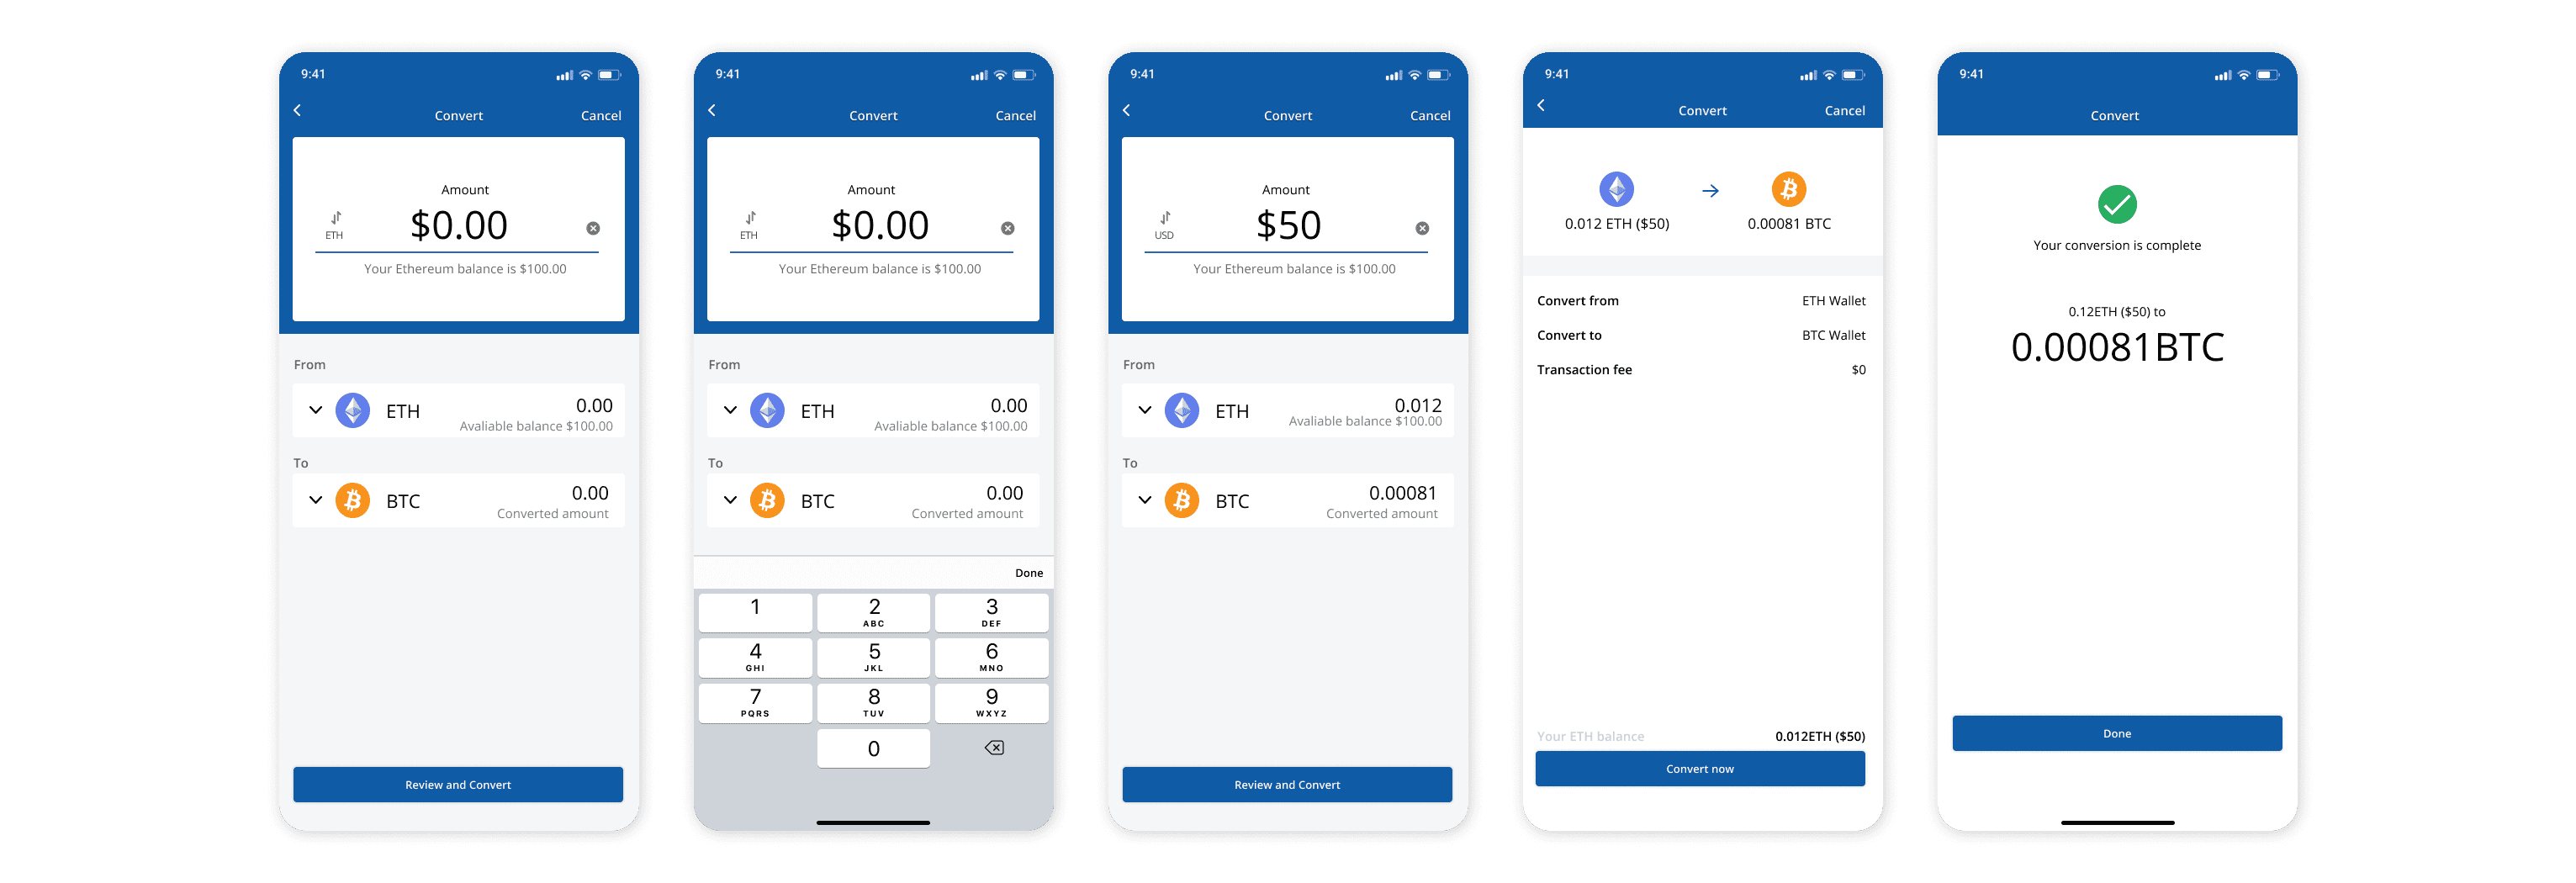 9:41
Convert
Cancel
Amount
ETH
$0.00
Your Ethereum balance is $100.00
From
ETH
0.00
Avaliable balance $100.00
To
BTC
0.00
Converted amount
Review and Convert
9:41
Convert
Cancel
Amount
ETH
$0.00
Your Ethereum balance is $100.00
From
ETH
0.00
Avaliable balance $100.00
To
BTC
0.00
Converted amount
Done
1
2
3
ABC
DEF
4
5
6
GHI
JKL
MNO
7
8
9
PQRS
TUV
WXYZ
0
9:41
Convert
Cancel
Amount
USD
$50
Your Ethereum balance is $100.00
From
ETH
0.012
Avaliable balance $100.00
To
BTC
0.00081
Converted amount
Review and Convert
9:41
Convert
Cancel
0.012 ETH ($50)
0.00081 BTC
Convert from
ETH Wallet
Convert to
BTC Wallet
Transaction fee
$0
Your ETH balance
0.012ETH ($50)
Convert now
9:41
Convert
Your conversion is complete
0.12ETH ($50) to
0.00081BTC
Done